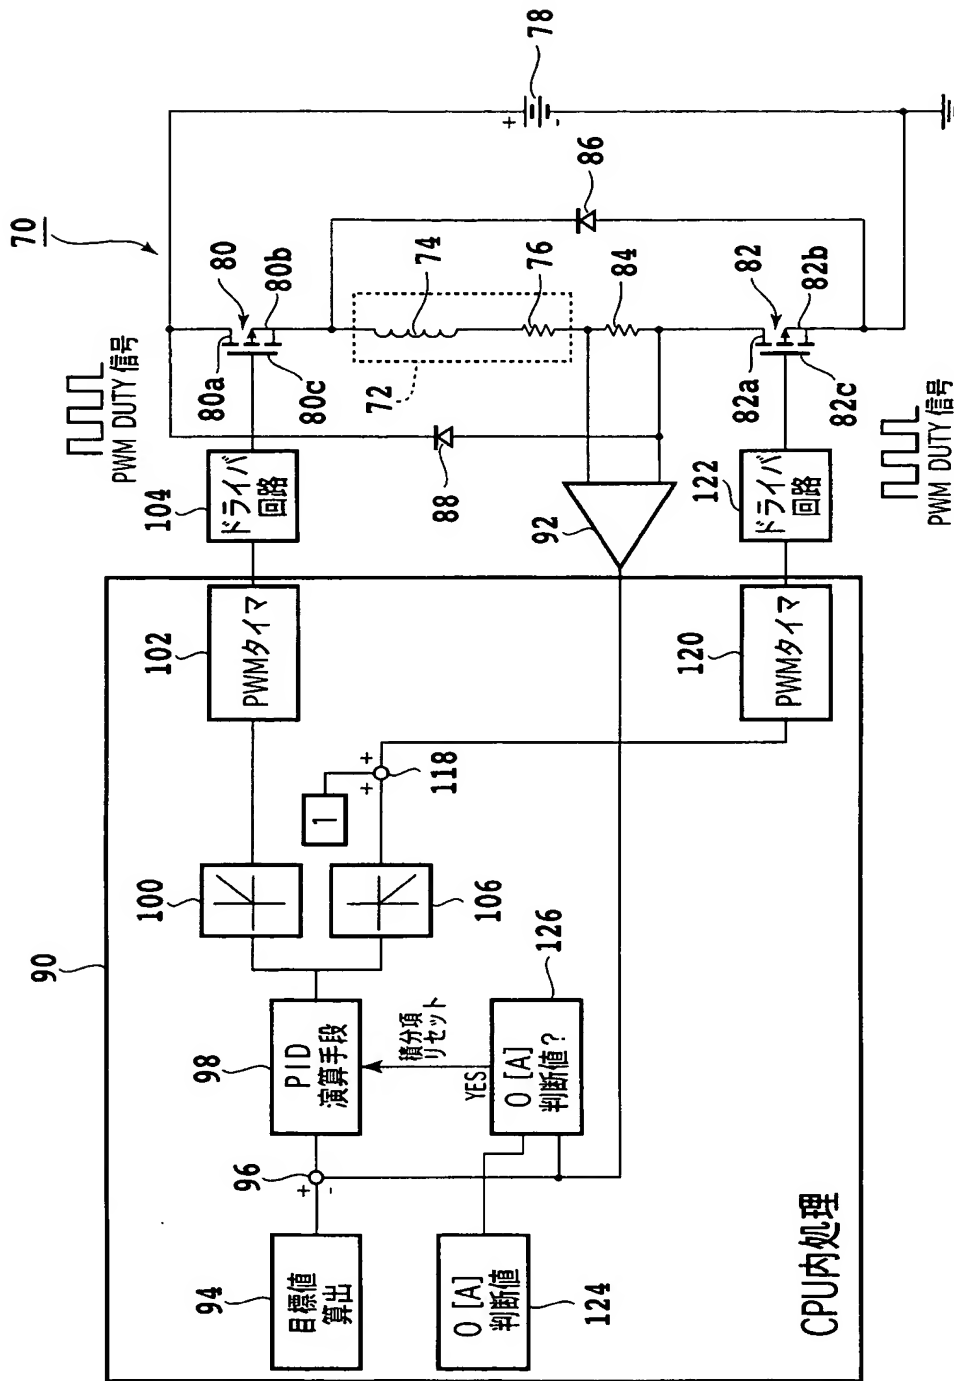 70
PWM DUTY信号
80
80a
80b
80c
74
72
76
84
78
86
88
82
82a
82b
82c
PWM DUTY信号
104
ドライバ
回路
122
ドライバ
回路
92
90
102
PWMタイマ
120
PWMタイマ
100
106
1
+
+
118
98
PID
演算手段
積分項
リセット
YES
126
0 [A]
判断値?
96
+
-
94
目標値
算出
0 [A]
判断値
124
CPU内処理
+
-